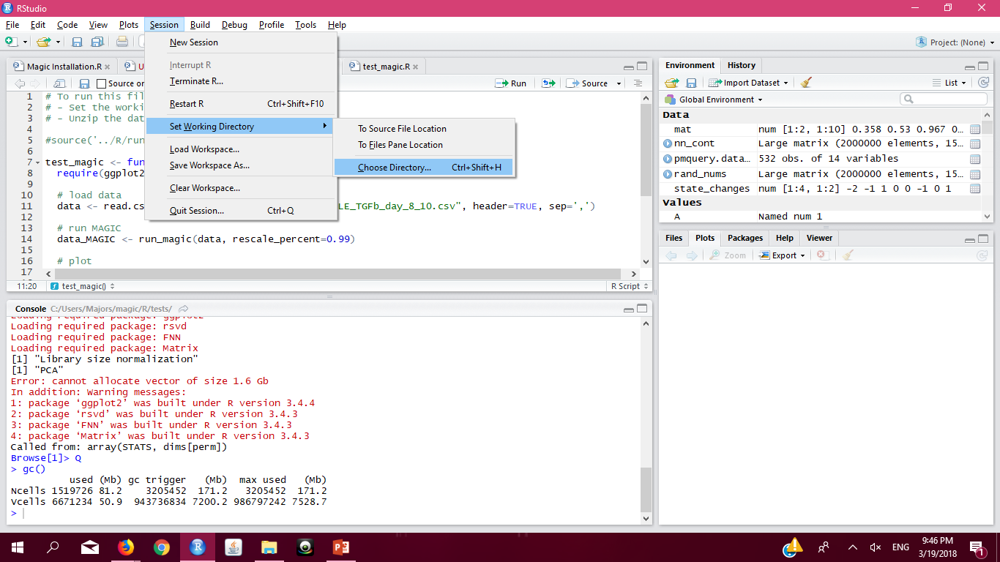 RStudio
File Edit Code View Plots Session Build Debug Profile Tools Help
Project: (None)
New Session
Interrupt R
Terminate R...
Restart R Ctrl+Shift+F10
Set Working Directory
Load Workspace...
Save Workspace As...
Clear Workspace...
Quit Session... Ctrl+Q
To Source File Location
To Files Pane Location
Choose Directory... Ctrl+Shift+H
Magic Installation.R U test_magic.R
Source or Run Source
1 # To run this fil
2 # - Set the worki
3 # - Unzip the dat
4
5 #source('../R/run
6
7 test_magic <- fun
8 require(ggplot2
9
10 # load data
11 data <- read.cs LE_TGFb_day_8_10.csv", header=TRUE, sep=',')
12
13 # run MAGIC
14 data_MAGIC <- run_magic(data, rescale_percent=0.99)
15
16 # plot
17
11:20 test_magic() R Script
Console C:/Users/Majors/magic/R/tests/
Loading required package: ggplot2
Loading required package: rsvd
Loading required package: FNN
Loading required package: Matrix
[1] "Library size normalization"
[1] "PCA"
Error: cannot allocate vector of size 1.6 Gb
In addition: Warning messages:
1: package ‘ggplot2’ was built under R version 3.4.4
2: package ‘rsvd’ was built under R version 3.4.3
3: package ‘FNN’ was built under R version 3.4.3
4: package ‘Matrix’ was built under R version 3.4.3
Called from: array(STATS, dims[perm])
Browse[1]> Q
> gc()
used (Mb) gc trigger (Mb) max used (Mb)
Ncells 1519726 81.2 3205452 171.2 3205452 171.2
Vcells 6671234 50.9 943736834 7200.2 986797242 7528.7
>
Environment History
Import Dataset List
Global Environment
Data
mat num [1:2, 1:10] 0.358 0.53 0.967 0...
nn_cont Large matrix (2000000 elements, 15...
pmquery.data... 532 obs. of 14 variables
rand_nums Large matrix (2000000 elements, 15...
state_changes num [1:4, 1:2] -2 -1 1 0 0 -1 0 1
values
A Named num 1
Files Plots Packages Help Viewer
Zoom Export
ENG
9:46 PM
3/19/2018
1